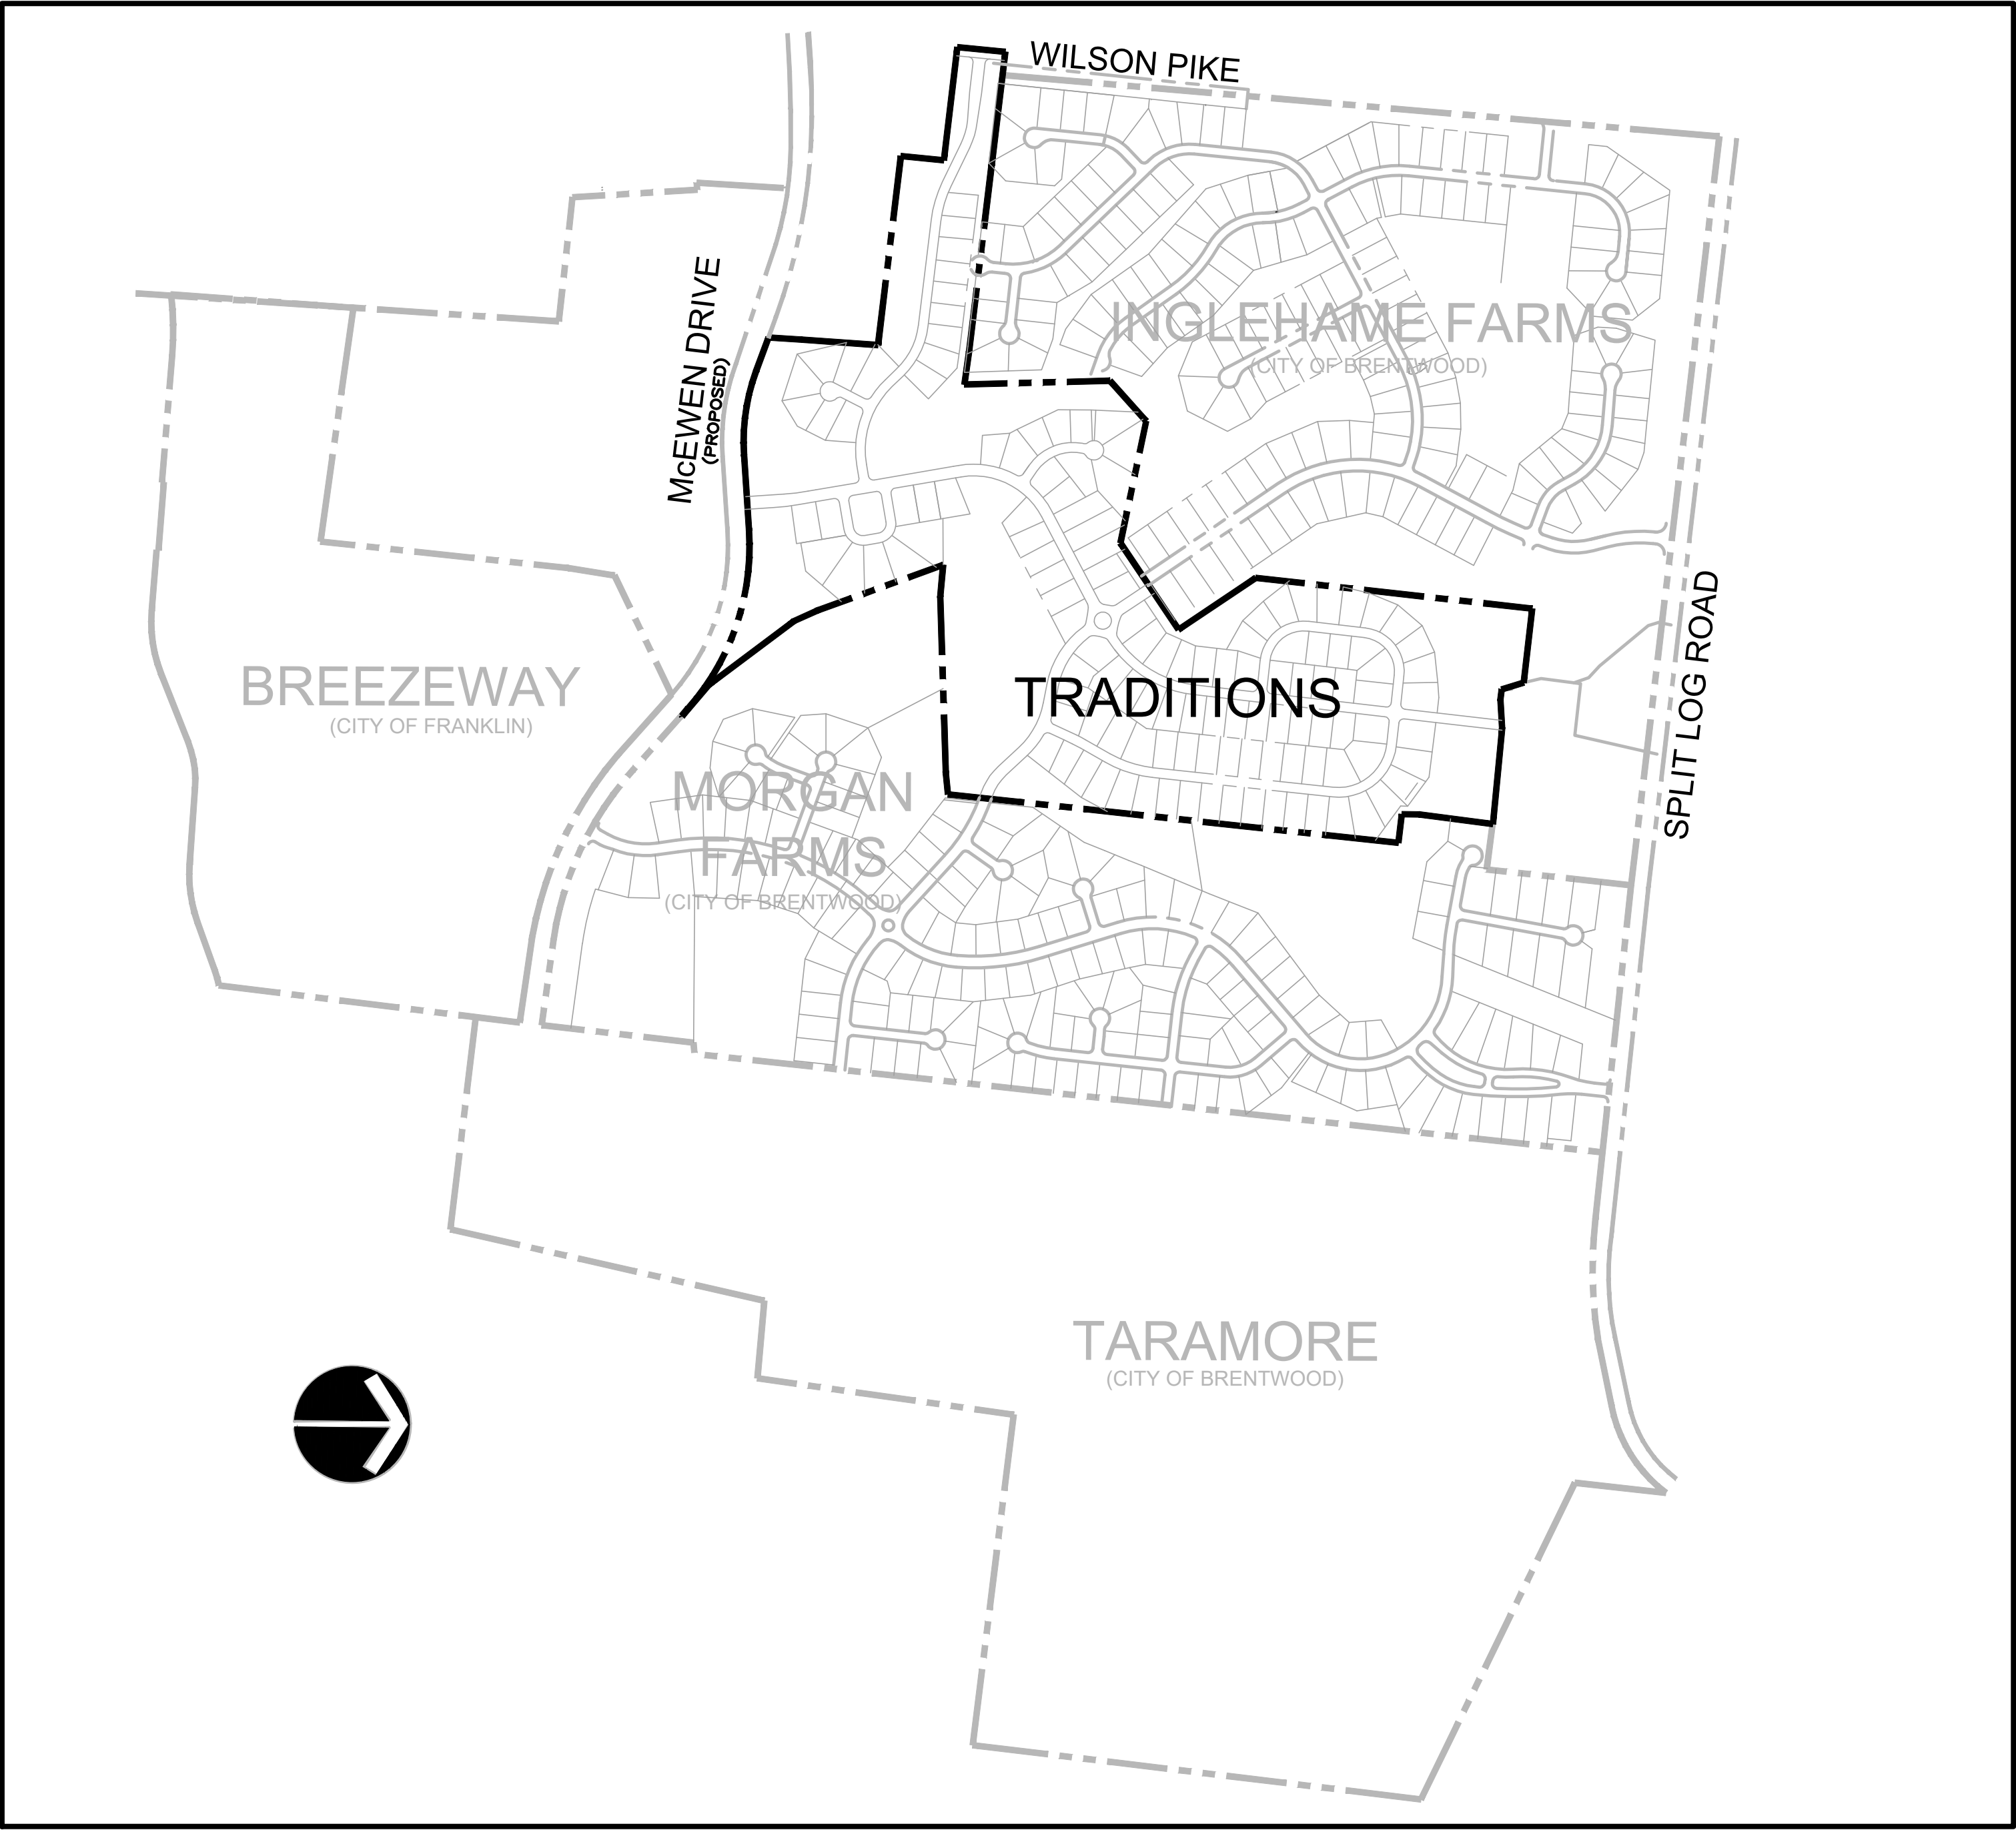 WILSON PIKE
McEWEN DRIVE
(PROPOSED)
INGLEHAME FARMS
(CITY OF BRENTWOOD)
SPLIT LOG ROAD
BREEZEWAY
(CITY OF FRANKLIN)
TRADITIONS
MORGAN
FARMS
(CITY OF BRENTWOOD)
TARAMORE
(CITY OF BRENTWOOD)